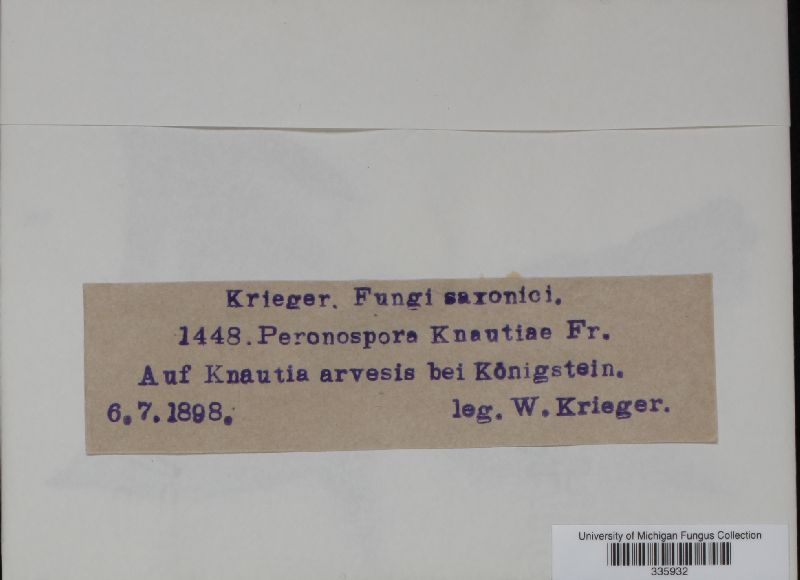 Krieger. Fungi saxonici.
1448. Peronospora Knautiae Fr.
Auf Knautia arvesis bei Königstein.
6.7.1898. leg. W. Krieger.
University of Michigan Fungus Collection
335932